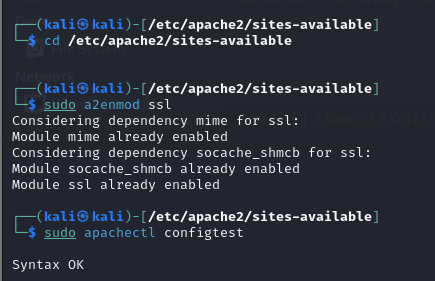 ┌──(kali㉿kali)-[/etc/apache2/sites-available]
└─$ cd /etc/apache2/sites-available
┌──(kali㉿kali)-[/etc/apache2/sites-available]
└─$ sudo a2enmod ssl
Considering dependency mime for ssl:
Module mime already enabled
Considering dependency socache_shmcb for ssl:
Module socache_shmcb already enabled
Module ssl already enabled
┌──(kali㉿kali)-[/etc/apache2/sites-available]
└─$ sudo apachectl configtest
Syntax OK